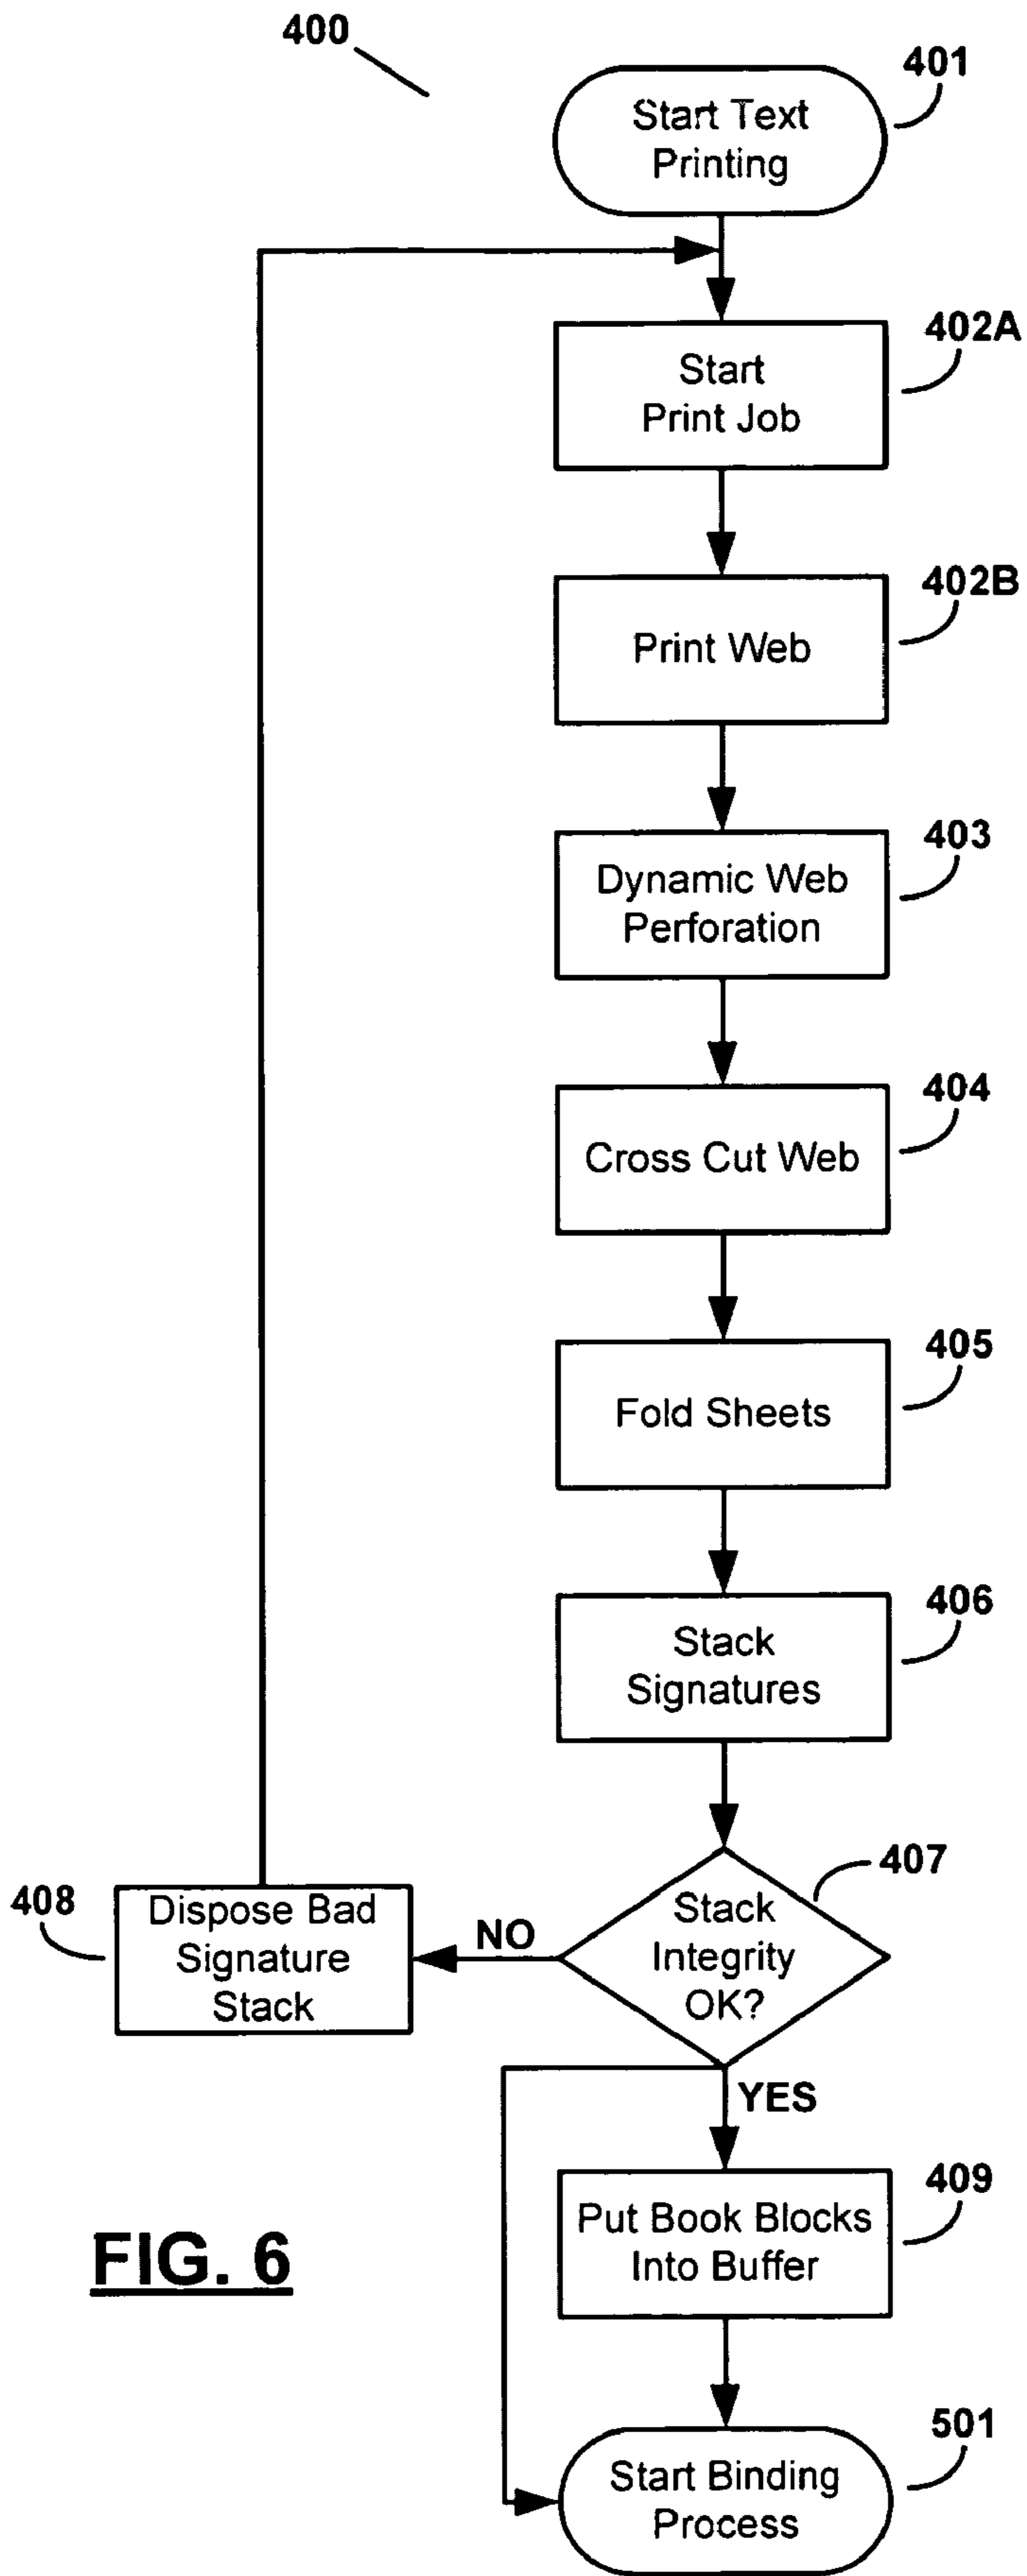 400
401
Start Text
Printing
402A
Start
Print Job
402B
Print Web
403
Dynamic Web
Perforation
404
Cross Cut Web
405
Fold Sheets
406
Stack
Signatures
407
Stack
Integrity
OK?
NO
408
Dispose Bad
Signature
Stack
YES
409
Put Book Blocks
Into Buffer
FIG. 6
501
Start Binding
Process